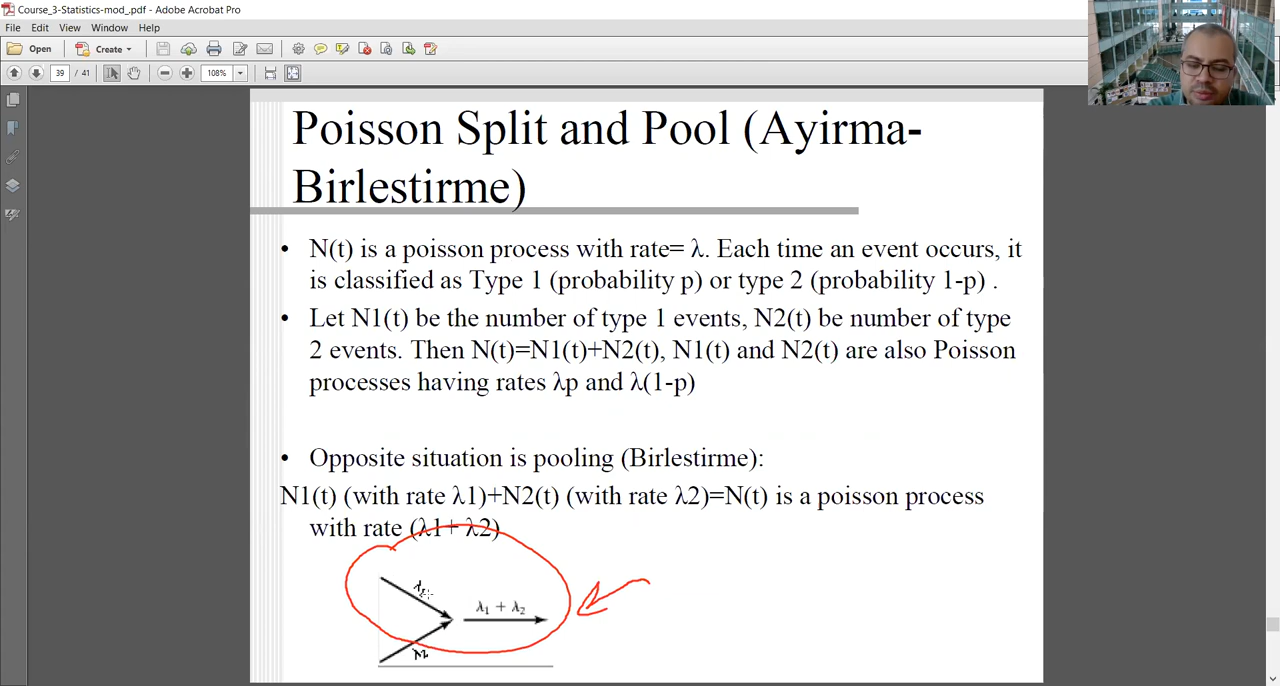 Course_3-Statistics-mod_.pdf - Adobe Acrobat Pro
File Edit View Window Help
Open Create
39 / 41 108%
Poisson Split and Pool (Ayirma-
Birlestirme)
• N(t) is a poisson process with rate= λ. Each time an event occurs, it
is classified as Type 1 (probability p) or type 2 (probability 1-p) .
• Let N1(t) be the number of type 1 events, N2(t) be number of type
2 events. Then N(t)=N1(t)+N2(t), N1(t) and N2(t) are also Poisson
processes having rates λp and λ(1-p)
• Opposite situation is pooling (Birlestirme):
N1(t) (with rate λ1)+N2(t) (with rate λ2)=N(t) is a poisson process
with rate (λ1+ λ2)
λ₁ + λ₂
λ2